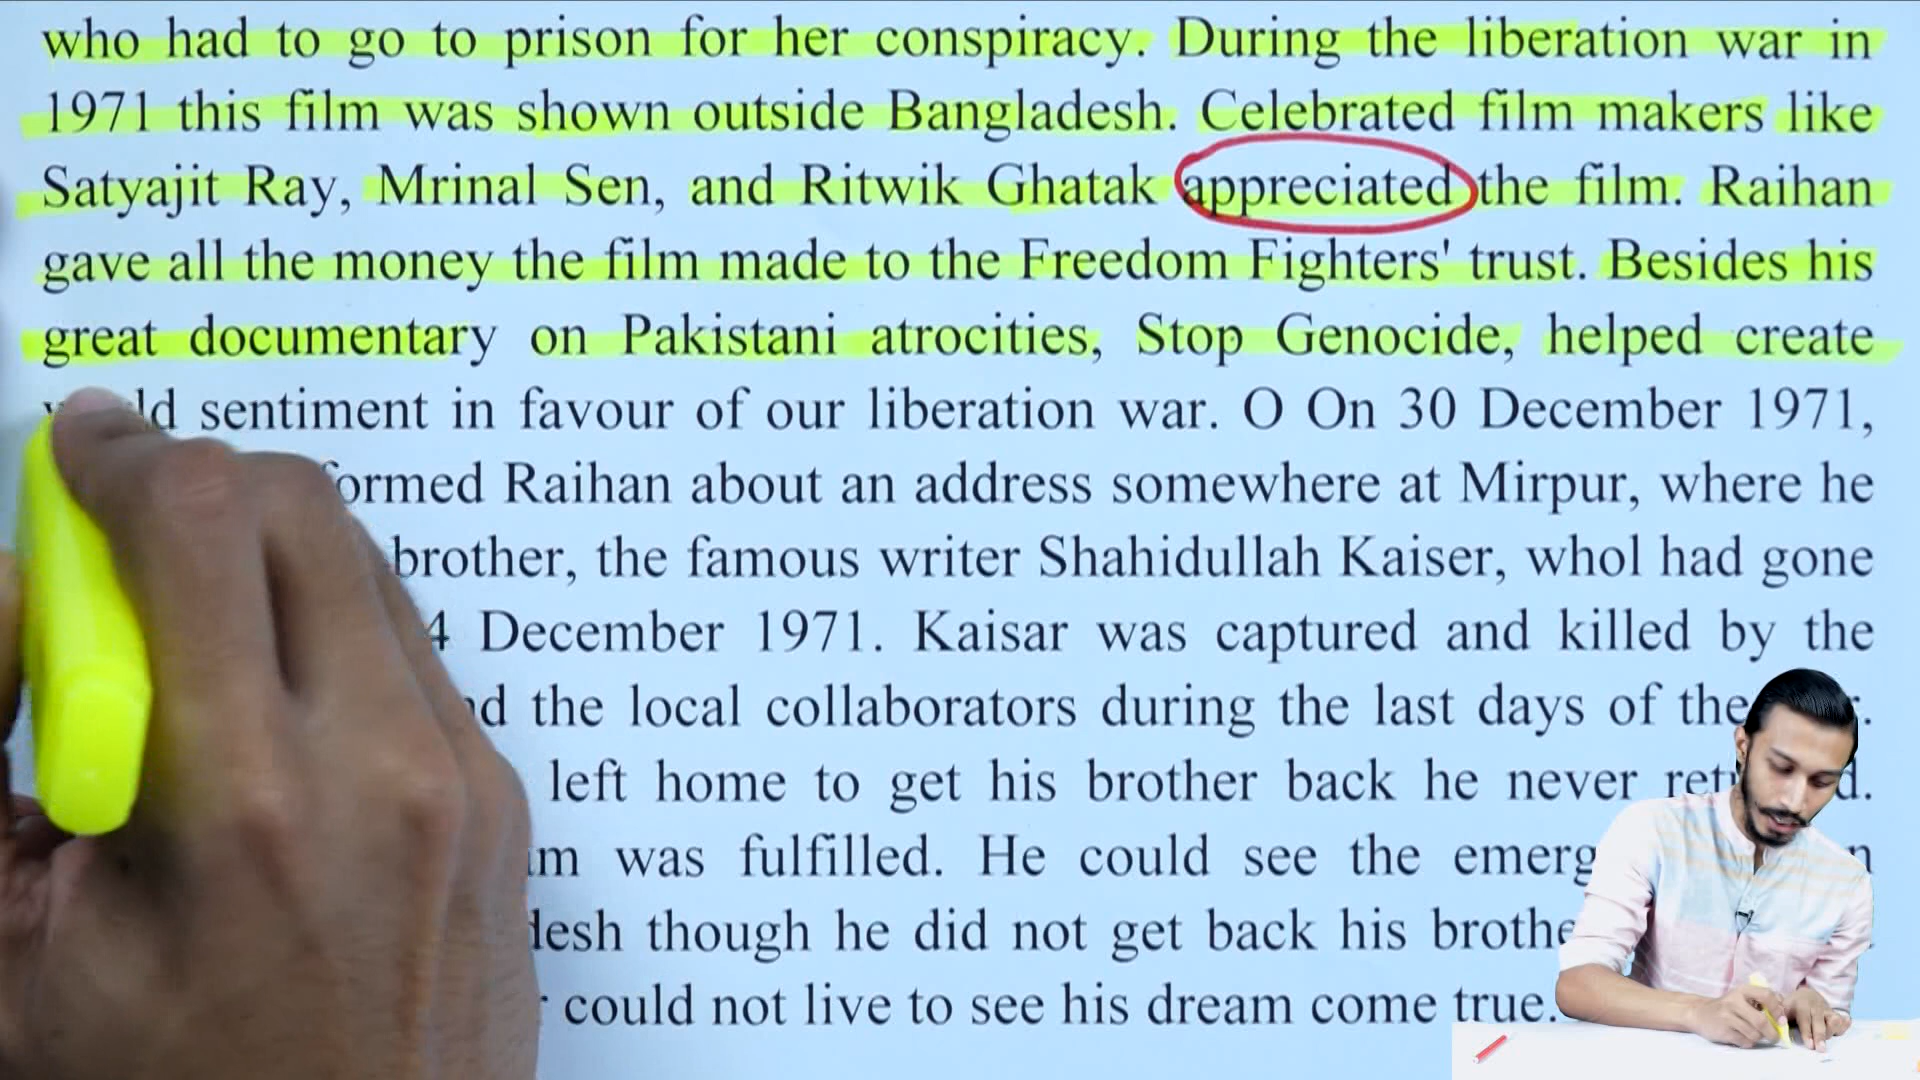 who had to go to prison for her conspiracy. During the liberation war in
1971 this film was shown outside Bangladesh. Celebrated film makers like
Satyajit Ray, Mrinal Sen, and Ritwik Ghatak appreciated the film. Raihan
gave all the money the film made to the Freedom Fighters' trust. Besides his
great documentary on Pakistani atrocities, Stop Genocide, helped create
sentiment in favour of our liberation war. O On 30 December 1971,
Raihan about an address somewhere at Mirpur, where he
brother, the famous writer Shahidullah Kaiser, whol had gone
December 1971. Kaisar was captured and killed by the
the local collaborators during the last days of the
left home to get his brother back he never
was fulfilled. He could see the
though he did not get back his
could not live to see his dream come true.